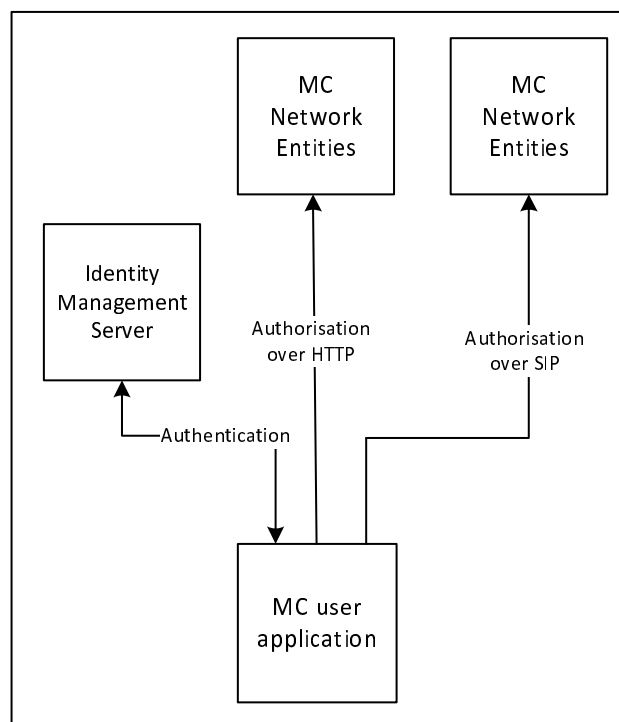 MC
Network
Entities
MC
Network
Entities
Identity
Management
Server
Authorisation
over HTTP
Authorisation
over SIP
Authentication
MC user
application